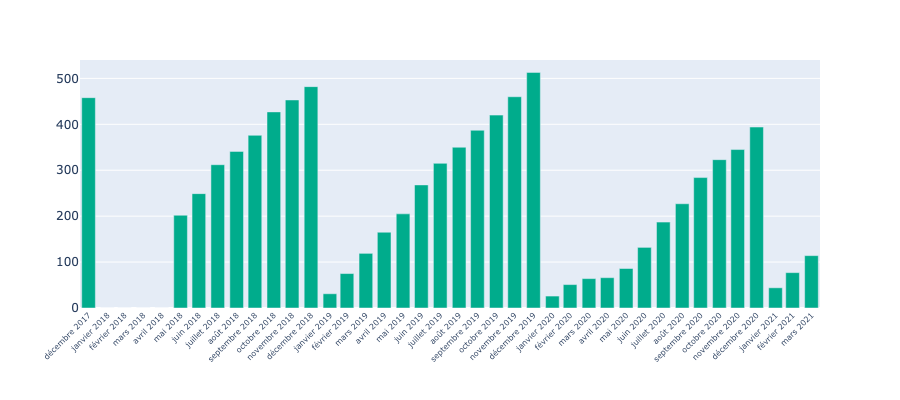 500
400
300
200
100
0
décembre 2017
janvier 2018
février 2018
mars 2018
avril 2018
mai 2018
juin 2018
juillet 2018
août 2018
septembre 2018
octobre 2018
novembre 2018
décembre 2018
janvier 2019
février 2019
mars 2019
avril 2019
mai 2019
juin 2019
juillet 2019
août 2019
septembre 2019
octobre 2019
novembre 2019
décembre 2019
janvier 2020
février 2020
mars 2020
avril 2020
mai 2020
juin 2020
juillet 2020
août 2020
septembre 2020
octobre 2020
novembre 2020
décembre 2020
janvier 2021
février 2021
mars 2021